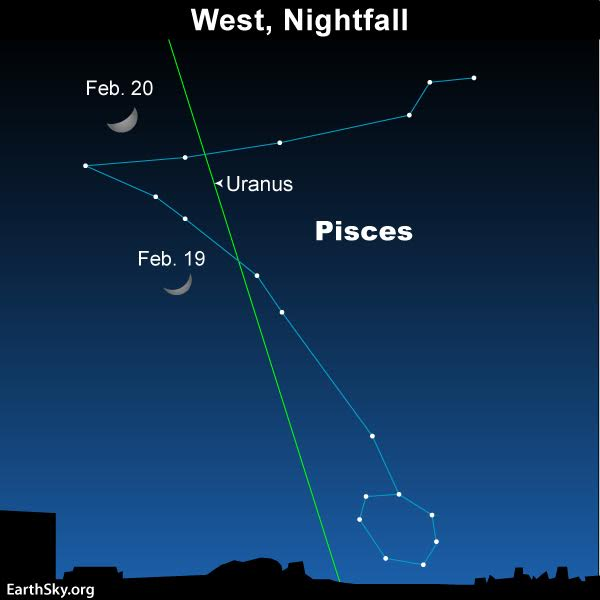 West, Nightfall
Feb. 20
Uranus
Pisces
Feb. 19
EarthSky.org